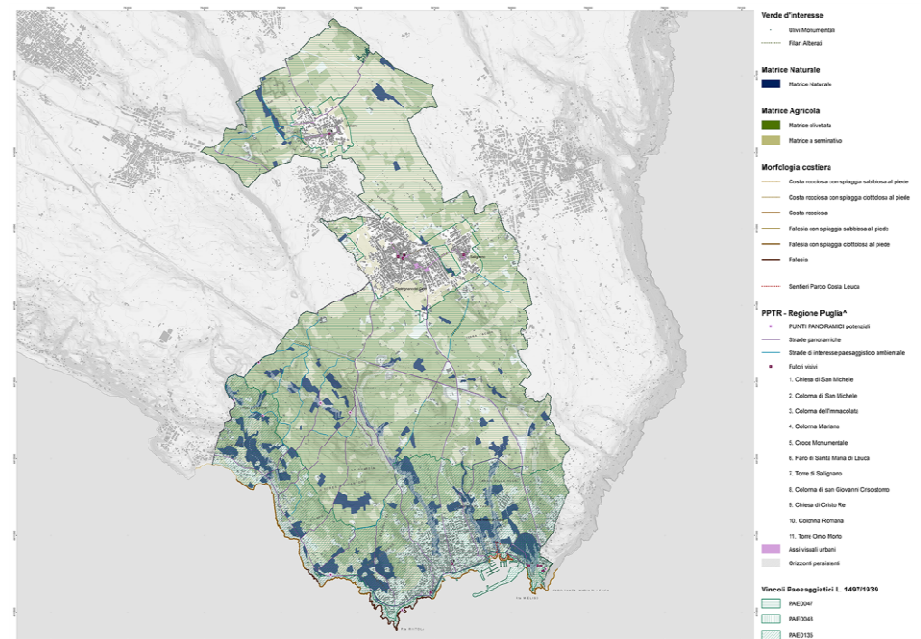 Verde d'interesse
Ulivi Monumentali
Filari Alberati
Matrice Naturale
Matrice Naturale
Matrice Agricola
Matrice olivetata
Matrice a seminativo
Morfologia costiera
Costa rocciosa con spiaggia sabbiosa al piede
Costa rocciosa con spiaggia ciottolosa al piede
Costa rocciosa
Falesia con spiaggia sabbiosa al piede
Falesia con spiaggia ciottolosa al piede
Falesia
Sentieri Parco Costa Leuca
PPTR - Regione Puglia^
PUNTI PANORAMICI potenziali
Strade panoramiche
Strade di interesse paesaggistico ambientale
Fulcri visivi
1. Chiesa di San Michele
2. Colonna di San Michele
3. Colonna dell'Immacolata
4. Colonna Mariana
5. Croce Monumentale
6. Faro di Santa Maria di Leuca
7. Torre di Salignano
8. Colonna di san Giovanni Crisostomo
9. Chiesa di Cristo Re
10. Colonna Romana
11. Torre Omo Morto
Assi visuali urbani
Orizzonti persistenti
Vincoli Paesaggistici L. 1497/1939
PAE0047
PAE0048
PAE0135